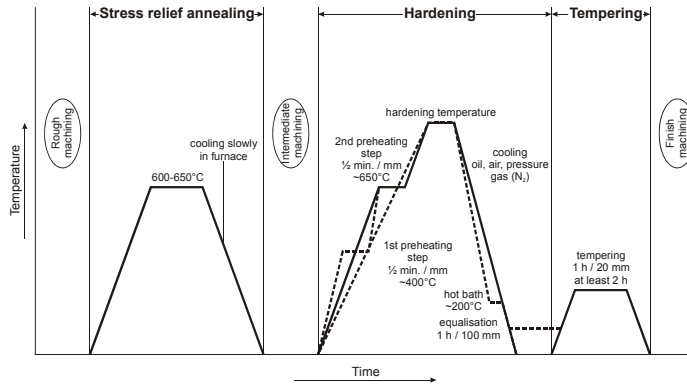 Stress relief annealing
Hardening
Tempering
Rough
machining
Intermediate
machining
Finish
machining
Temperature
cooling slowly
in furnace
600-650°C
hardening temperature
2nd preheating
step
½ min. / mm
~650°C
cooling
oil, air, pressure
gas (N₂)
1st preheating
step
½ min. / mm
~400°C
hot bath
~200°C
equalisation
1 h / 100 mm
tempering
1 h / 20 mm
at least 2 h
Time